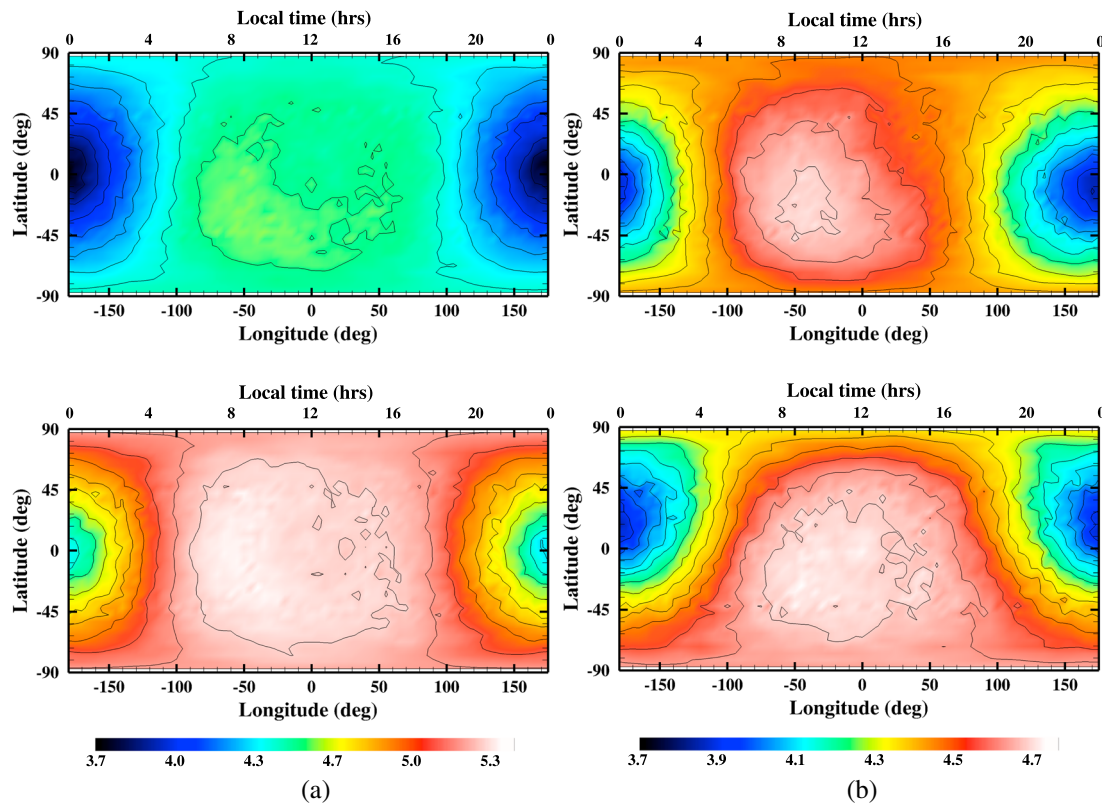 Local time (hrs)
0 4 8 12 16 20 0
90
45
0
-45
-90
Latitude (deg)
-150 -100 -50 0 50 100 150
Longitude (deg)
Local time (hrs)
0 4 8 12 16 20 0
90
45
0
-45
-90
Latitude (deg)
-150 -100 -50 0 50 100 150
Longitude (deg)
Local time (hrs)
0 4 8 12 16 20 0
90
45
0
-45
-90
Latitude (deg)
-150 -100 -50 0 50 100 150
Longitude (deg)
Local time (hrs)
0 4 8 12 16 20 0
90
45
0
-45
-90
Latitude (deg)
-150 -100 -50 0 50 100 150
Longitude (deg)
3.7 4.0 4.3 4.7 5.0 5.3
(a)
3.7 3.9 4.1 4.3 4.5 4.7
(b)